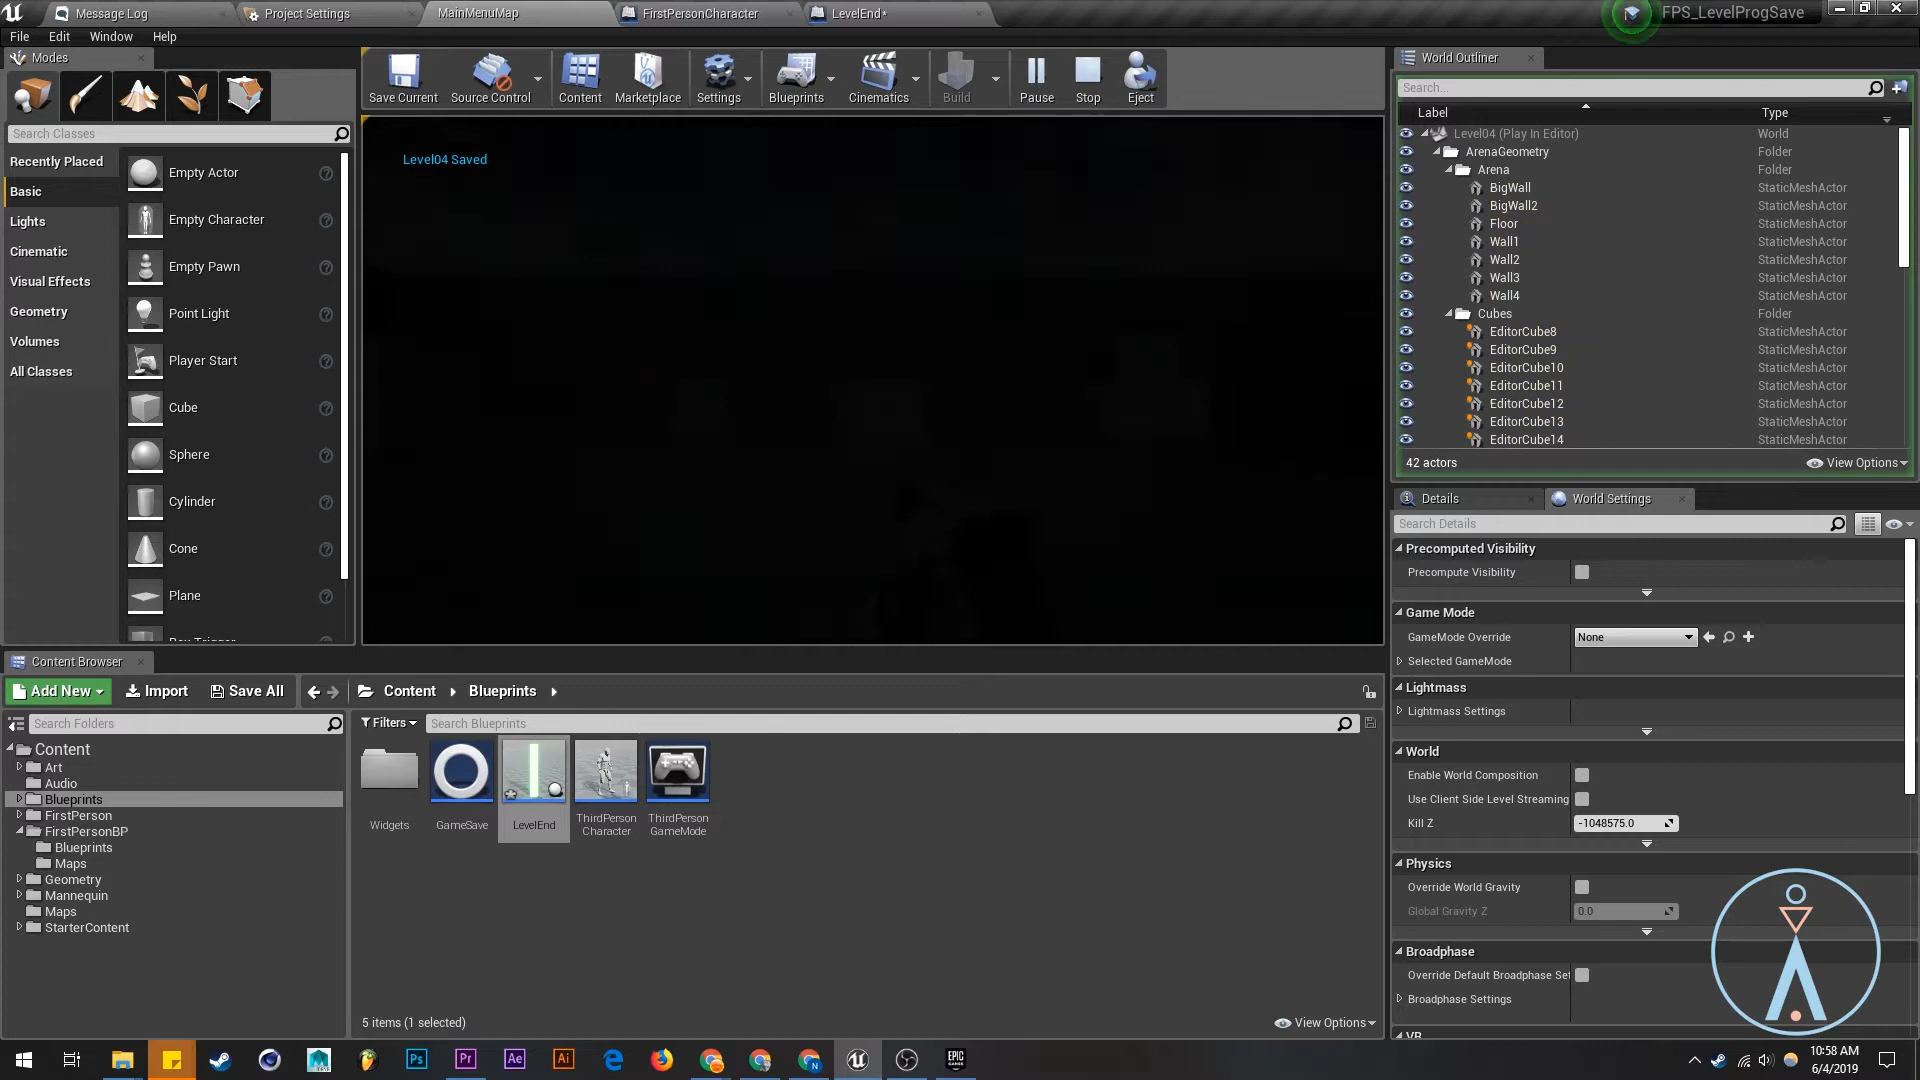 Message Log
Project Settings
MainMenuMap
FirstPersonCharacter
LevelEnd*
FPS_LevelProgSave
File
Edit
Window
Help
Modes
Search Classes
Recently Placed
Basic
Lights
Cinematic
Visual Effects
Geometry
Volumes
All Classes
Empty Actor
Empty Character
Empty Pawn
Point Light
Player Start
Cube
Sphere
Cylinder
Cone
Plane
Save Current
Source Control
Content
Marketplace
Settings
Blueprints
Cinematics
Build
Pause
Stop
Eject
Level04 Saved
World Outliner
Search...
Label
Type
Level04 (Play In Editor)
World
ArenaGeometry
Folder
Arena
Folder
BigWall
StaticMeshActor
BigWall2
StaticMeshActor
Floor
StaticMeshActor
Wall1
StaticMeshActor
Wall2
StaticMeshActor
Wall3
StaticMeshActor
Wall4
StaticMeshActor
Cubes
Folder
EditorCube8
StaticMeshActor
EditorCube9
StaticMeshActor
EditorCube10
StaticMeshActor
EditorCube11
StaticMeshActor
EditorCube12
StaticMeshActor
EditorCube13
StaticMeshActor
EditorCube14
StaticMeshActor
42 actors
View Options
Details
World Settings
Search Details
Precomputed Visibility
Precompute Visibility
Game Mode
GameMode Override
None
Selected GameMode
Lightmass
Lightmass Settings
World
Enable World Composition
Use Client Side Level Streaming
Kill Z
-1048575.0
Physics
Override World Gravity
Global Gravity Z
0.0
Broadphase
Override Default Broadphase Set
Broadphase Settings
VR
Content Browser
Add New
Import
Save All
Content
Blueprints
Search Folders
Filters
Search Blueprints
Content
Art
Audio
Blueprints
FirstPerson
FirstPersonBP
Blueprints
Maps
Geometry
Mannequin
Maps
StarterContent
Widgets
GameSave
LevelEnd
ThirdPerson
Character
ThirdPerson
GameMode
5 items (1 selected)
View Options
Ps
Pr
Ae
Ai
N
EPIC
GAMES
10:58 AM
6/4/2019